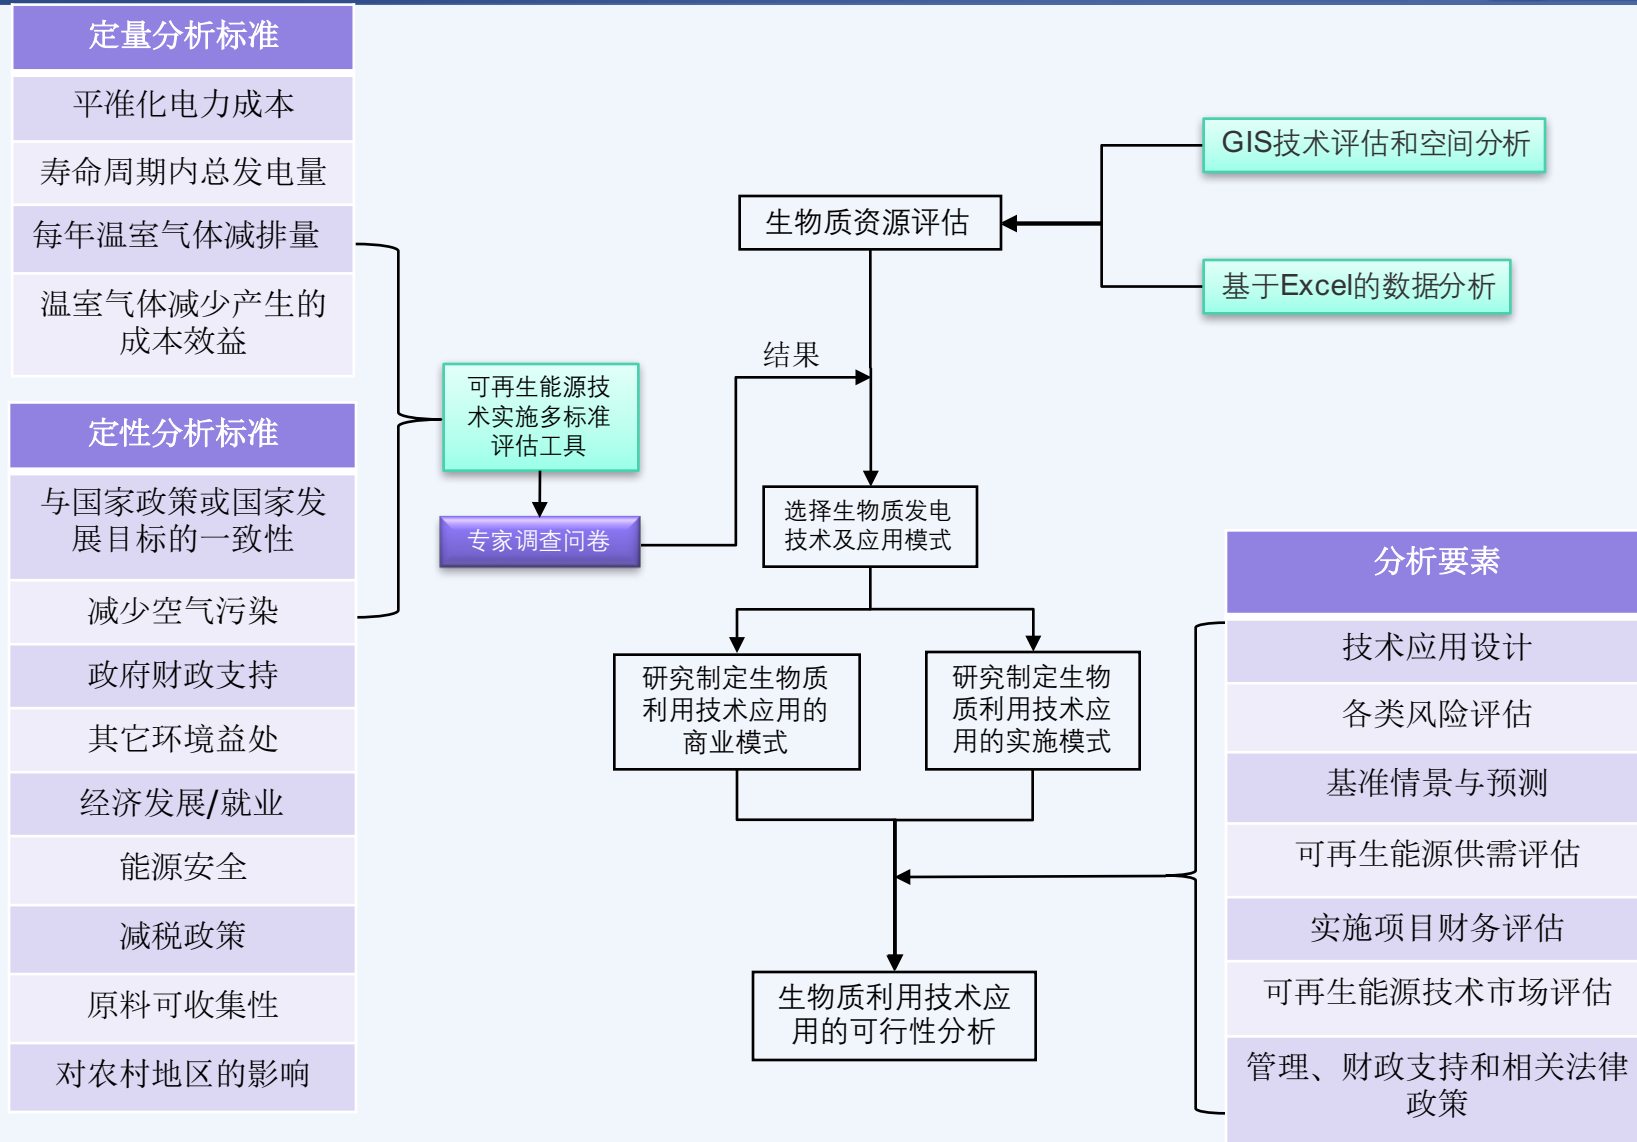 定量分析标准
平准化电力成本
寿命周期内总发电量
每年温室气体减排量
温室气体减少产生的
成本效益
定性分析标准
与国家政策或国家发
展目标的一致性
减少空气污染
政府财政支持
其它环境益处
经济发展/就业
能源安全
减税政策
原料可收集性
对农村地区的影响
可再生能源技
术实施多标准
评估工具
专家调查问卷
结果
生物质资源评估
GIS技术评估和空间分析
基于Excel的数据分析
选择生物质发电
技术及应用模式
研究制定生物质
利用技术应用的
商业模式
研究制定生物
质利用技术应
用的实施模式
生物质利用技术应
用的可行性分析
分析要素
技术应用设计
各类风险评估
基准情景与预测
可再生能源供需评估
实施项目财务评估
可再生能源技术市场评估
管理、财政支持和相关法律
政策